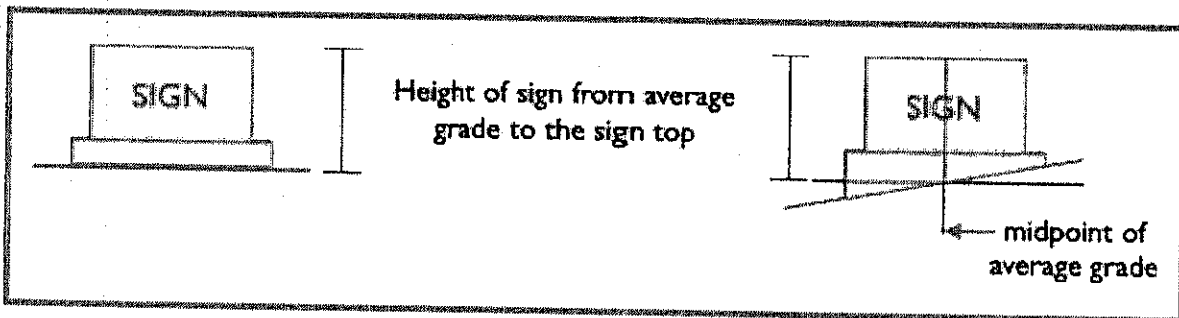 SIGN
Height of sign from average
grade to the sign top
SIGN
midpoint of
average grade